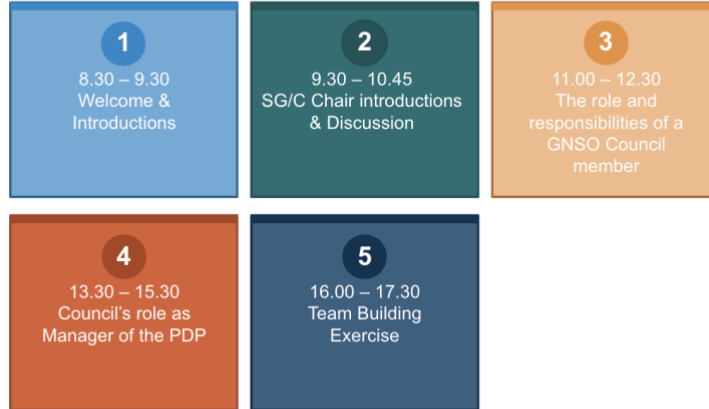 1
8.30 – 9.30
Welcome &
Introductions
2
9.30 – 10.45
SG/C Chair introductions
& Discussion
3
11.00 – 12.30
The role and
responsibilities of a
GNSO Council
member
4
13.30 – 15.30
Council's role as
Manager of the PDP
5
16.00 – 17.30
Team Building
Exercise